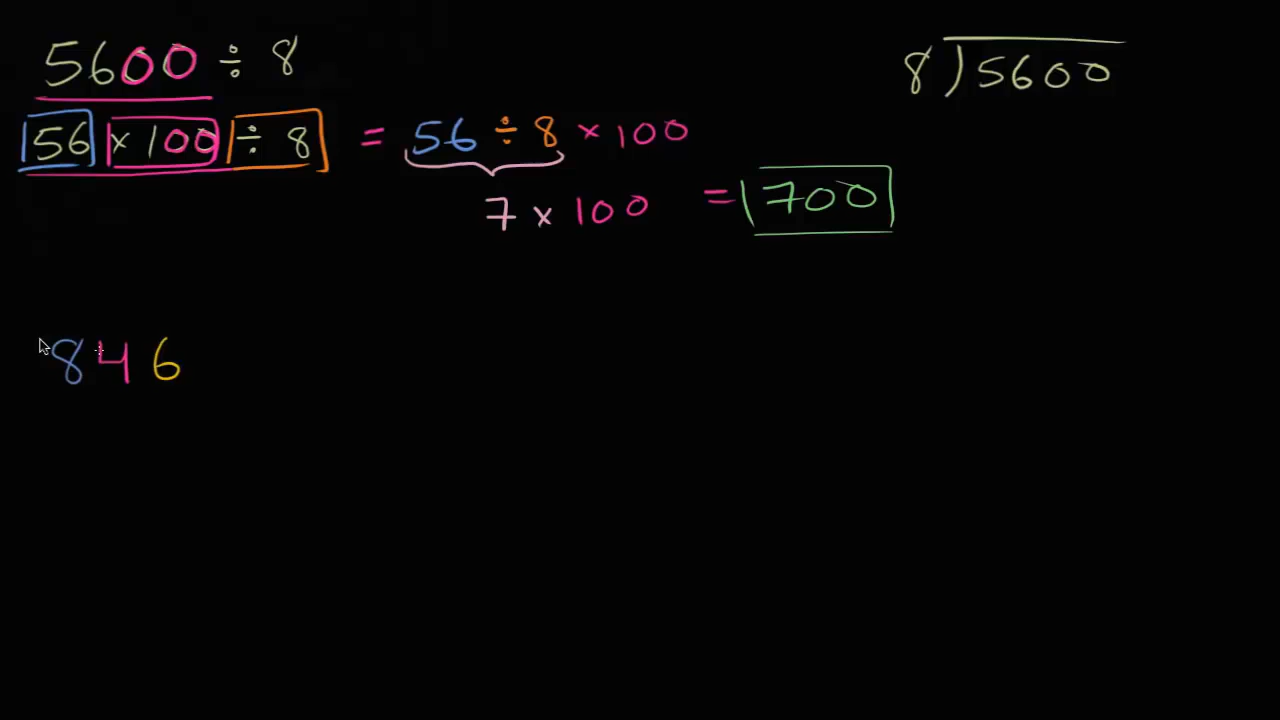 5600 ÷ 8
8)5600
56 × 100 ÷ 8 = 56 ÷ 8 × 100
7 × 100 = 700
846